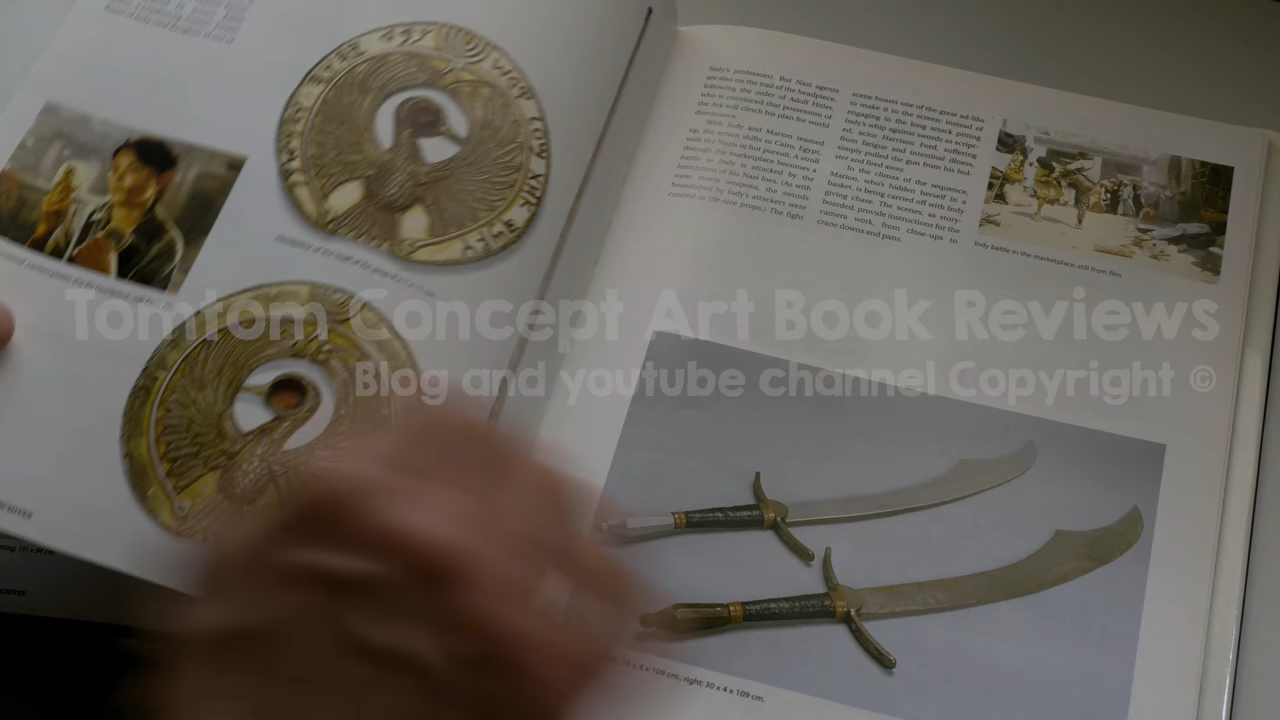 Indy's professors). But Nazi agents
are also on the trail of the headpiece,
following the order of Adolf Hitler,
who is convinced that possession of
the Ark will clinch his plan for world
dominance.
With Indy and Marion teamed
up, the action shifts to Cairo, Egypt,
with the Nazis in hot pursuit. A stroll
through the marketplace becomes a
battle as Indy is attacked by the
henchmen of his Nazi foes. (As with
most movie weapons, the swords
brandished by Indy's attackers were
created as life-size props.) The fight
scene boasts one of the great ad-libs
to make it to the screen: instead of
engaging in the long attack pitting
Indy's whip against swords as script-
ed, actor Harrison Ford, suffering
from fatigue and intestinal illness,
simply pulled the gun from his hol-
ster and fired away.
In the climax of the sequence,
Marion, who's hidden herself in a
basket, is being carried off with Indy
giving chase. The scenes, as story-
boarded, provide instructions for the
camera work, from close-ups to
crane downs and pans.
Indy battle in the marketplace, still from film
Tomtom Concept Art Book Reviews
Blog and youtube channel Copyright ©
x 109 cm.; right: 30 x 4 x 109 cm.